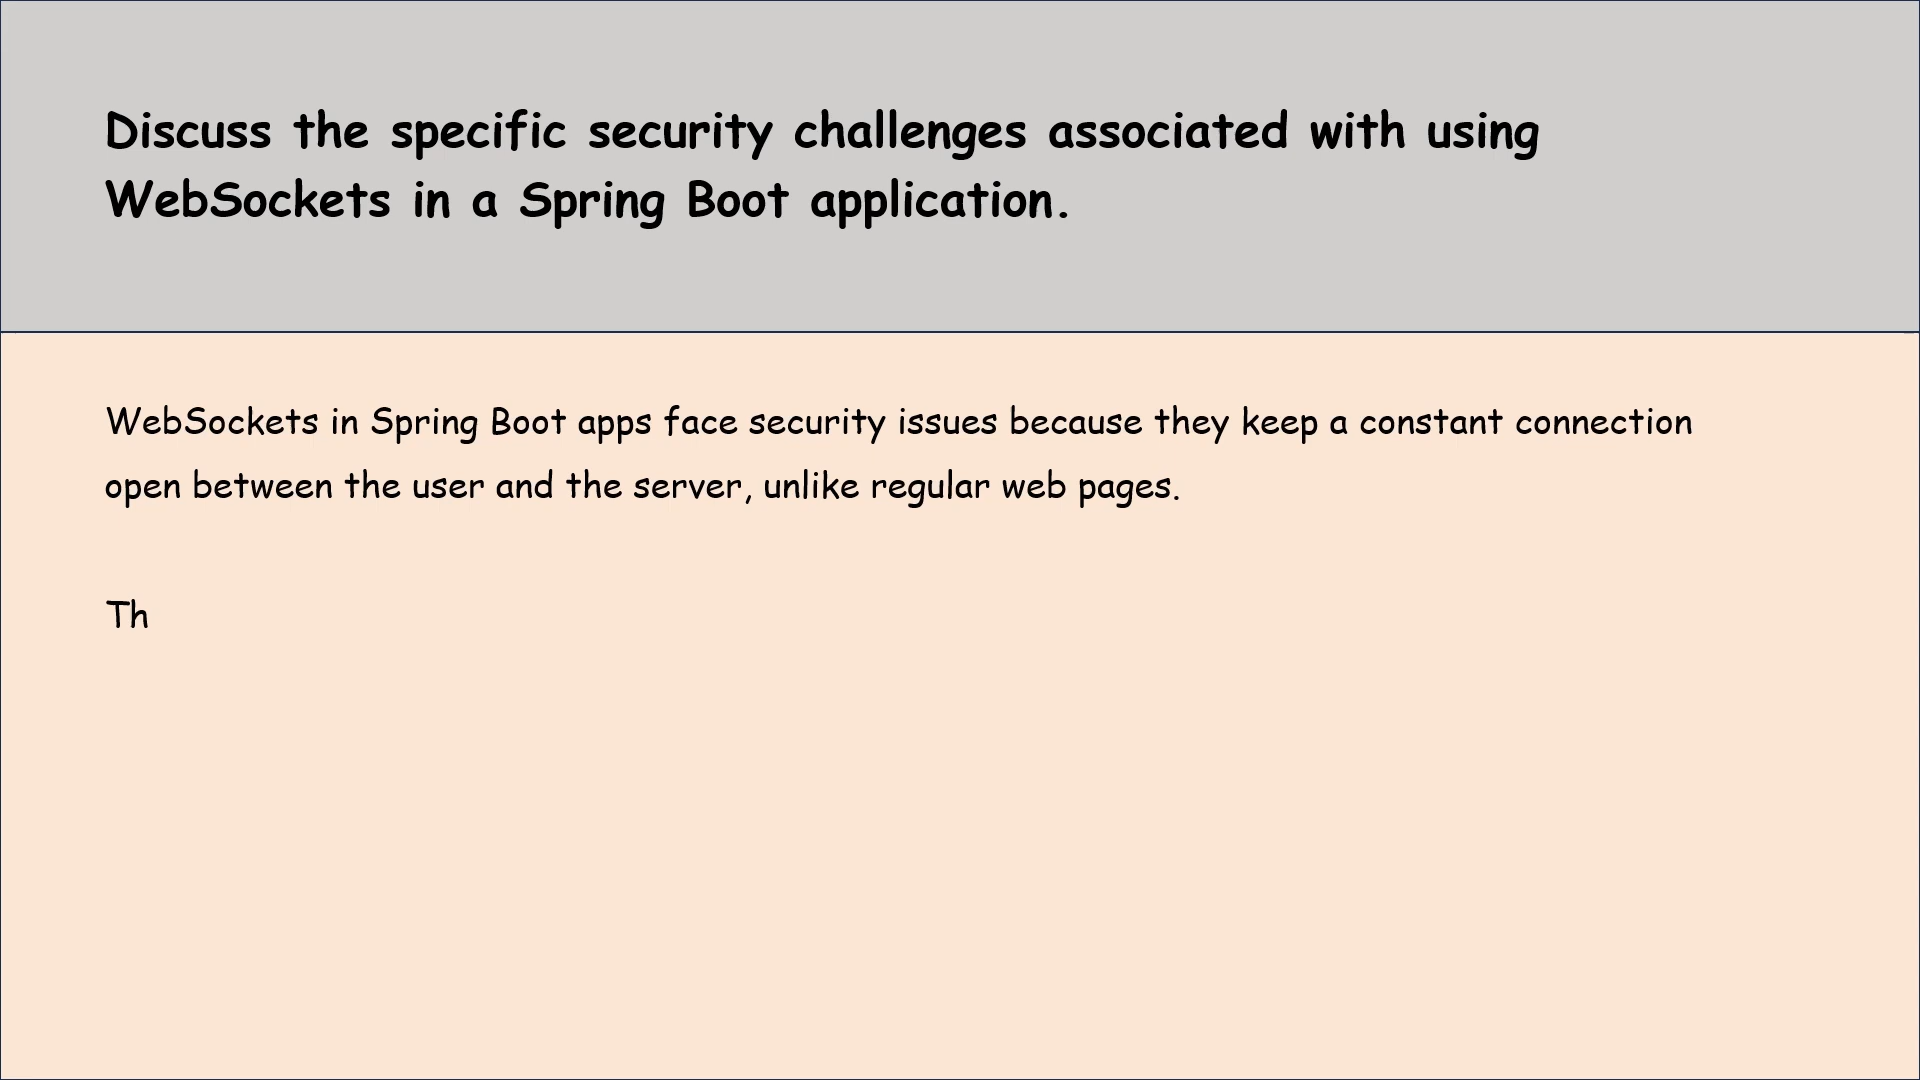 Discuss the specific security challenges associated with using
WebSockets in a Spring Boot application.
WebSockets in Spring Boot apps face security issues because they keep a constant connection
open between the user and the server, unlike regular web pages.
Th